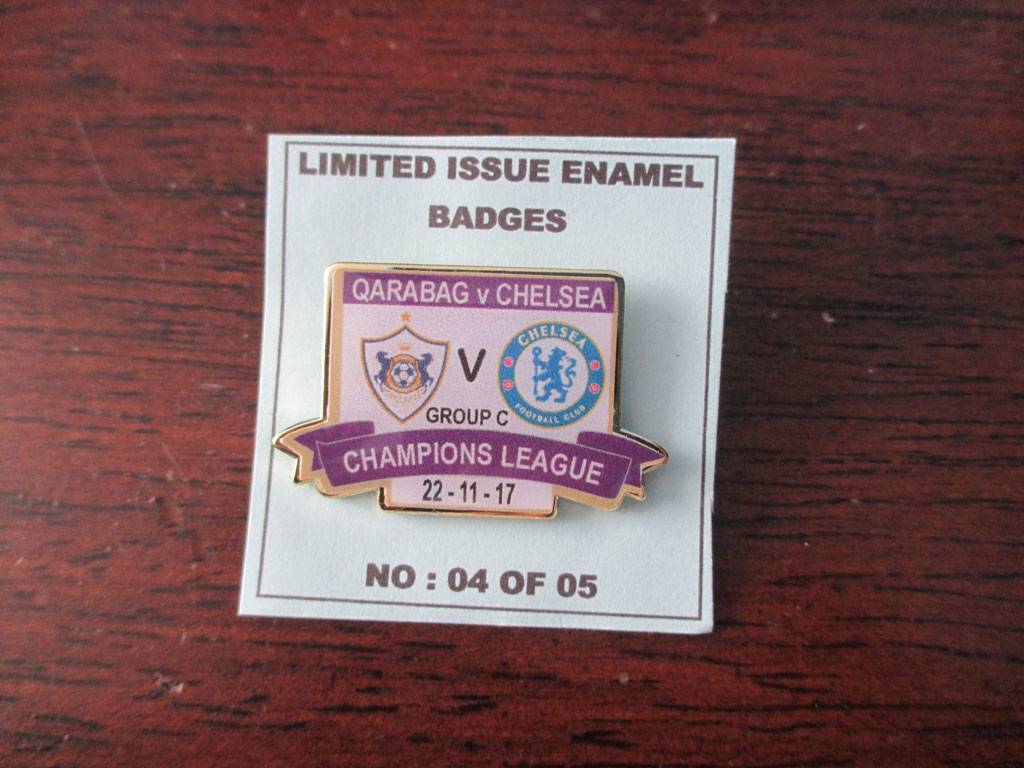 LIMITED ISSUE ENAMEL
BADGES
QARABAG v CHELSEA
V
CHELSEA
FOOTBALL CLUB
GROUP C
CHAMPIONS LEAGUE
22 - 11 - 17
NO : 04 OF 05